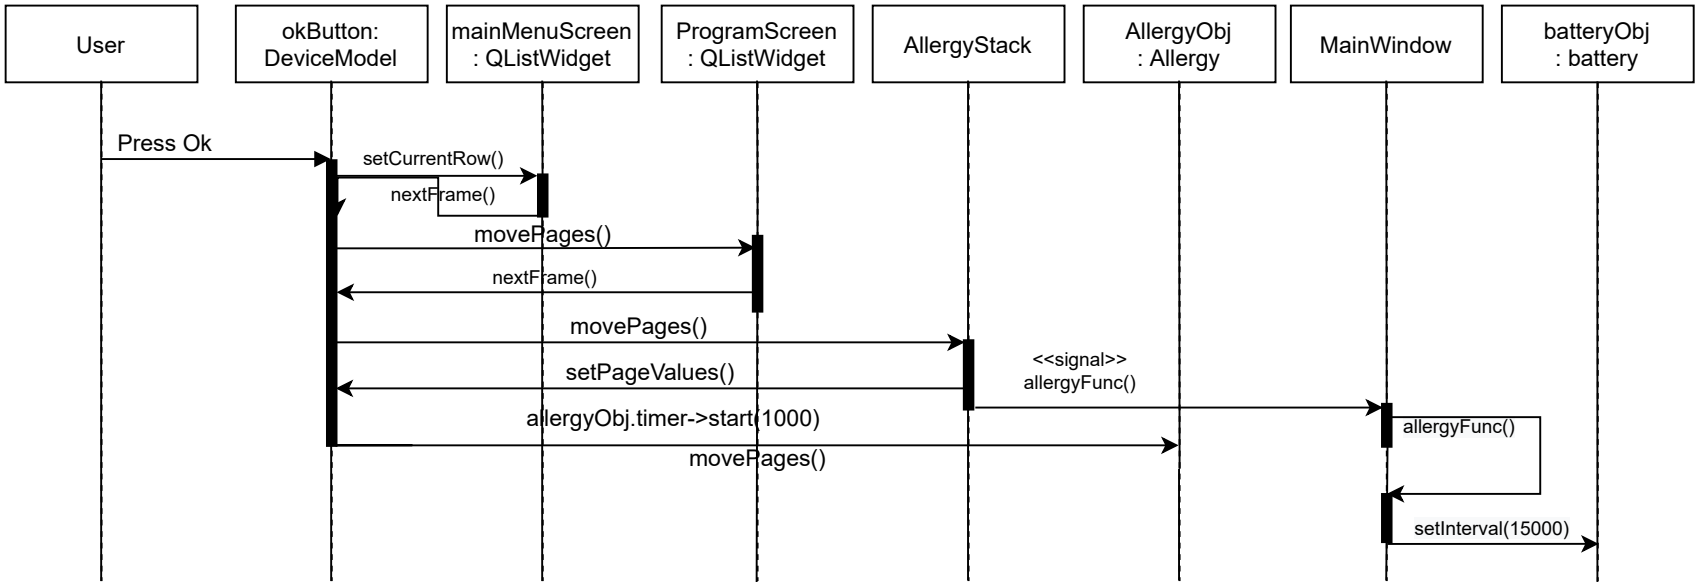 User
okButton:
DeviceModel
mainMenuScreen
: QListWidget
ProgramScreen
: QListWidget
AllergyStack
AllergyObj
: Allergy
MainWindow
batteryObj
: battery
Press Ok
setCurrentRow()
nextFrame()
movePages()
nextFrame()
movePages()
<<signal>>
allergyFunc()
setPageValues()
allergyObj.timer->start(1000)
allergyFunc()
movePages()
setInterval(15000)